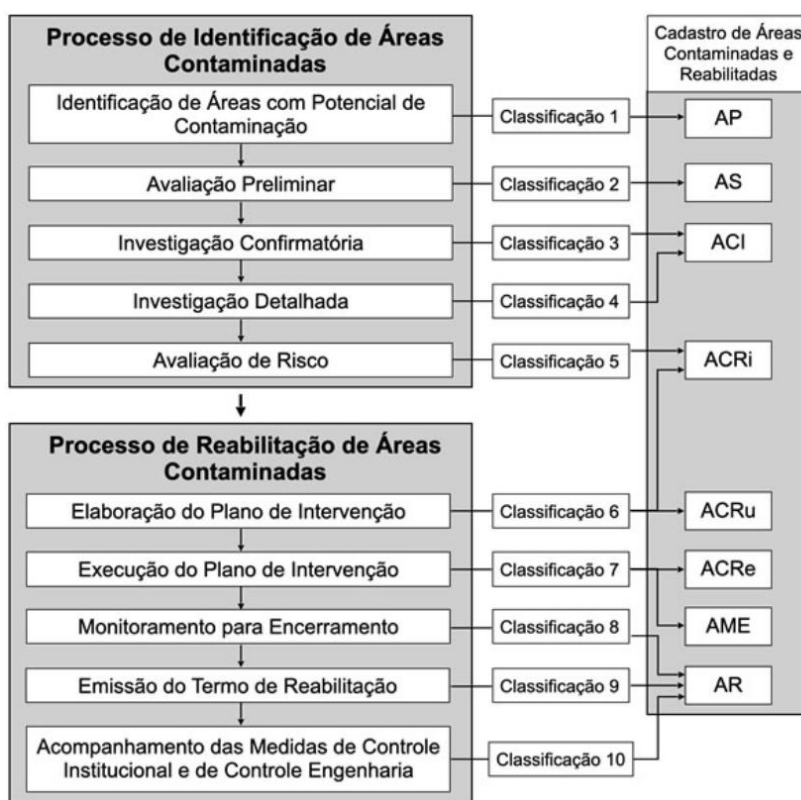 Processo de Identificação de Áreas
Contaminadas
Identificação de Áreas com Potencial de
Contaminação
Avaliação Preliminar
Investigação Confirmatória
Investigação Detalhada
Avaliação de Risco
Classificação 1
Classificação 2
Classificação 3
Classificação 4
Classificação 5
Cadastro de Áreas
Contaminadas e
Reabilitadas
AP
AS
ACI
ACRi
Processo de Reabilitação de Áreas
Contaminadas
Elaboração do Plano de Intervenção
Execução do Plano de Intervenção
Monitoramento para Encerramento
Emissão do Termo de Reabilitação
Acompanhamento das Medidas de Controle
Institucional e de Controle Engenharia
Classificação 6
Classificação 7
Classificação 8
Classificação 9
Classificação 10
ACRu
ACRe
AME
AR